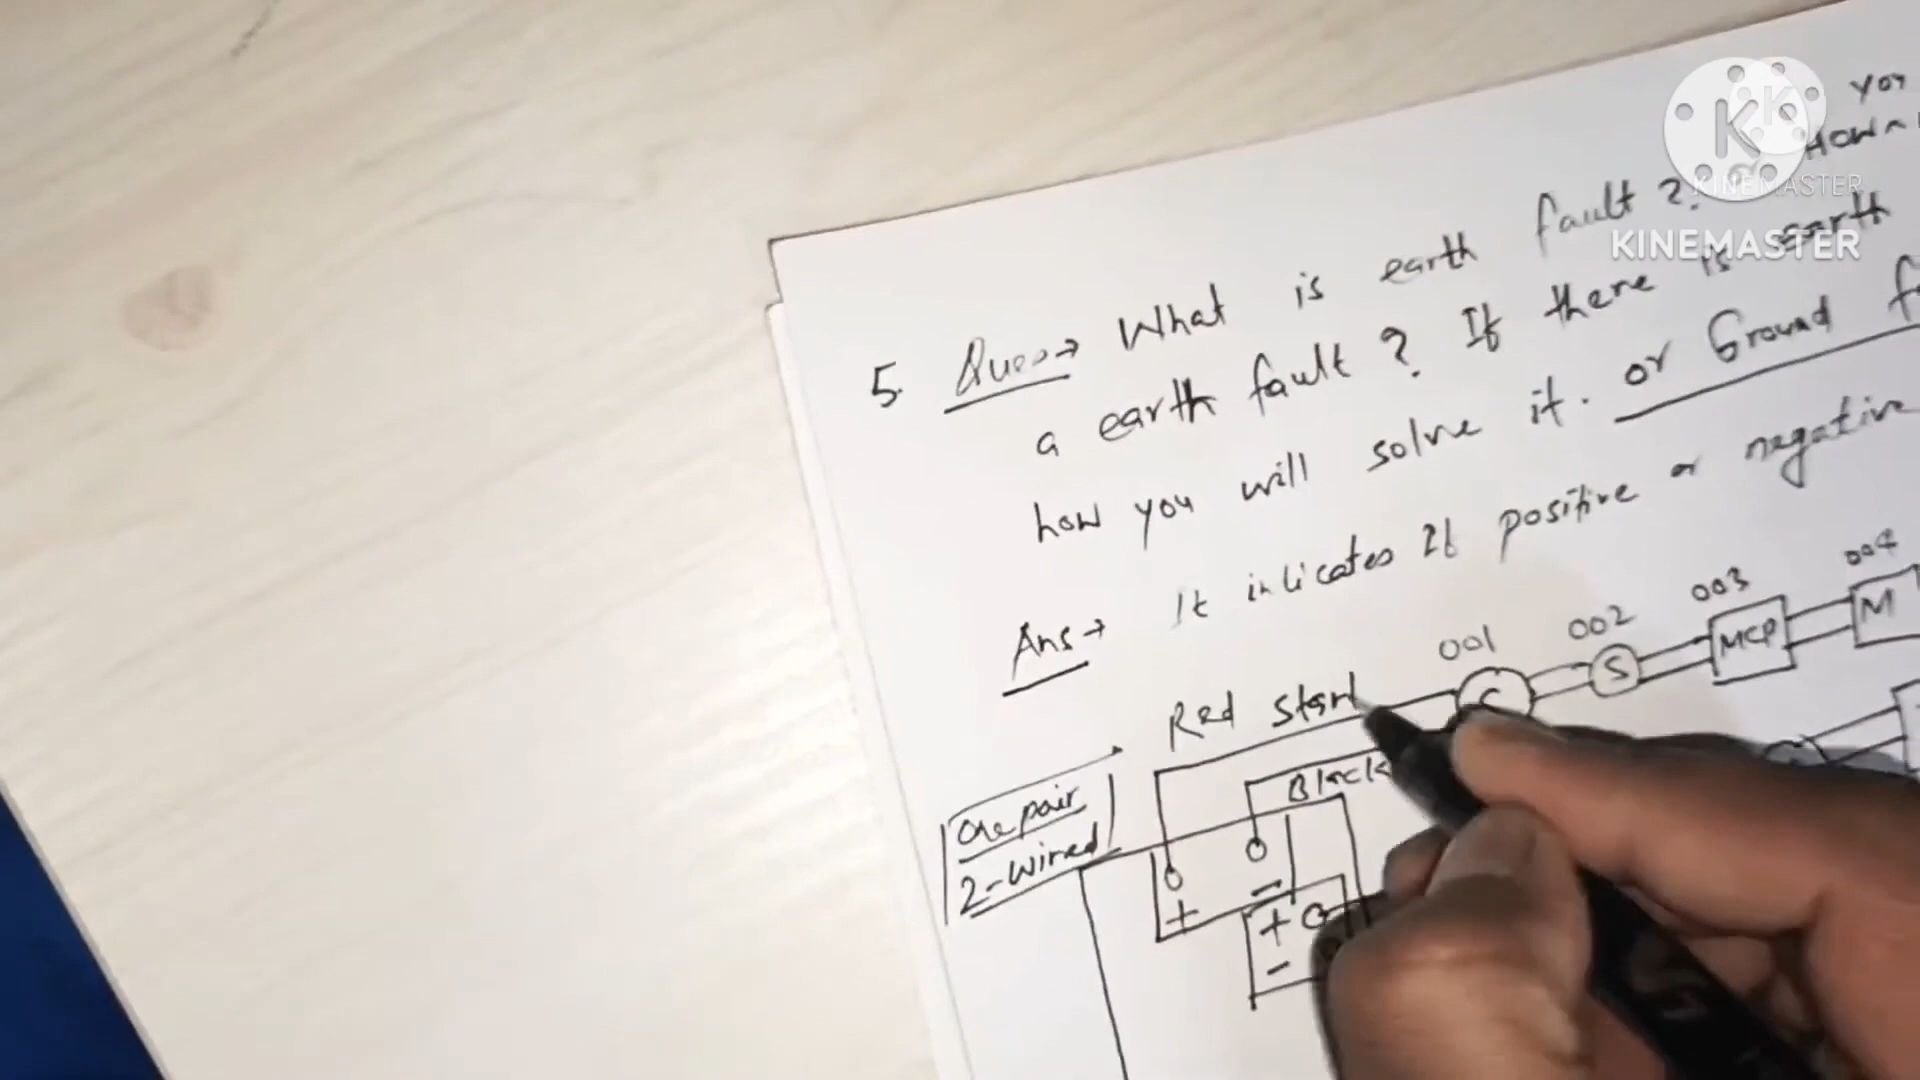 5. Ques→ What is earth fault?
a earth fault? If there is earth
how you will solve it. or Ground
Ans→ It indicates If positive or negative
001 002 003 004
S MCP M
Red start
Black
One pair
2-wired
+ -
+
-
K
KINEMASTER
KINEMASTER